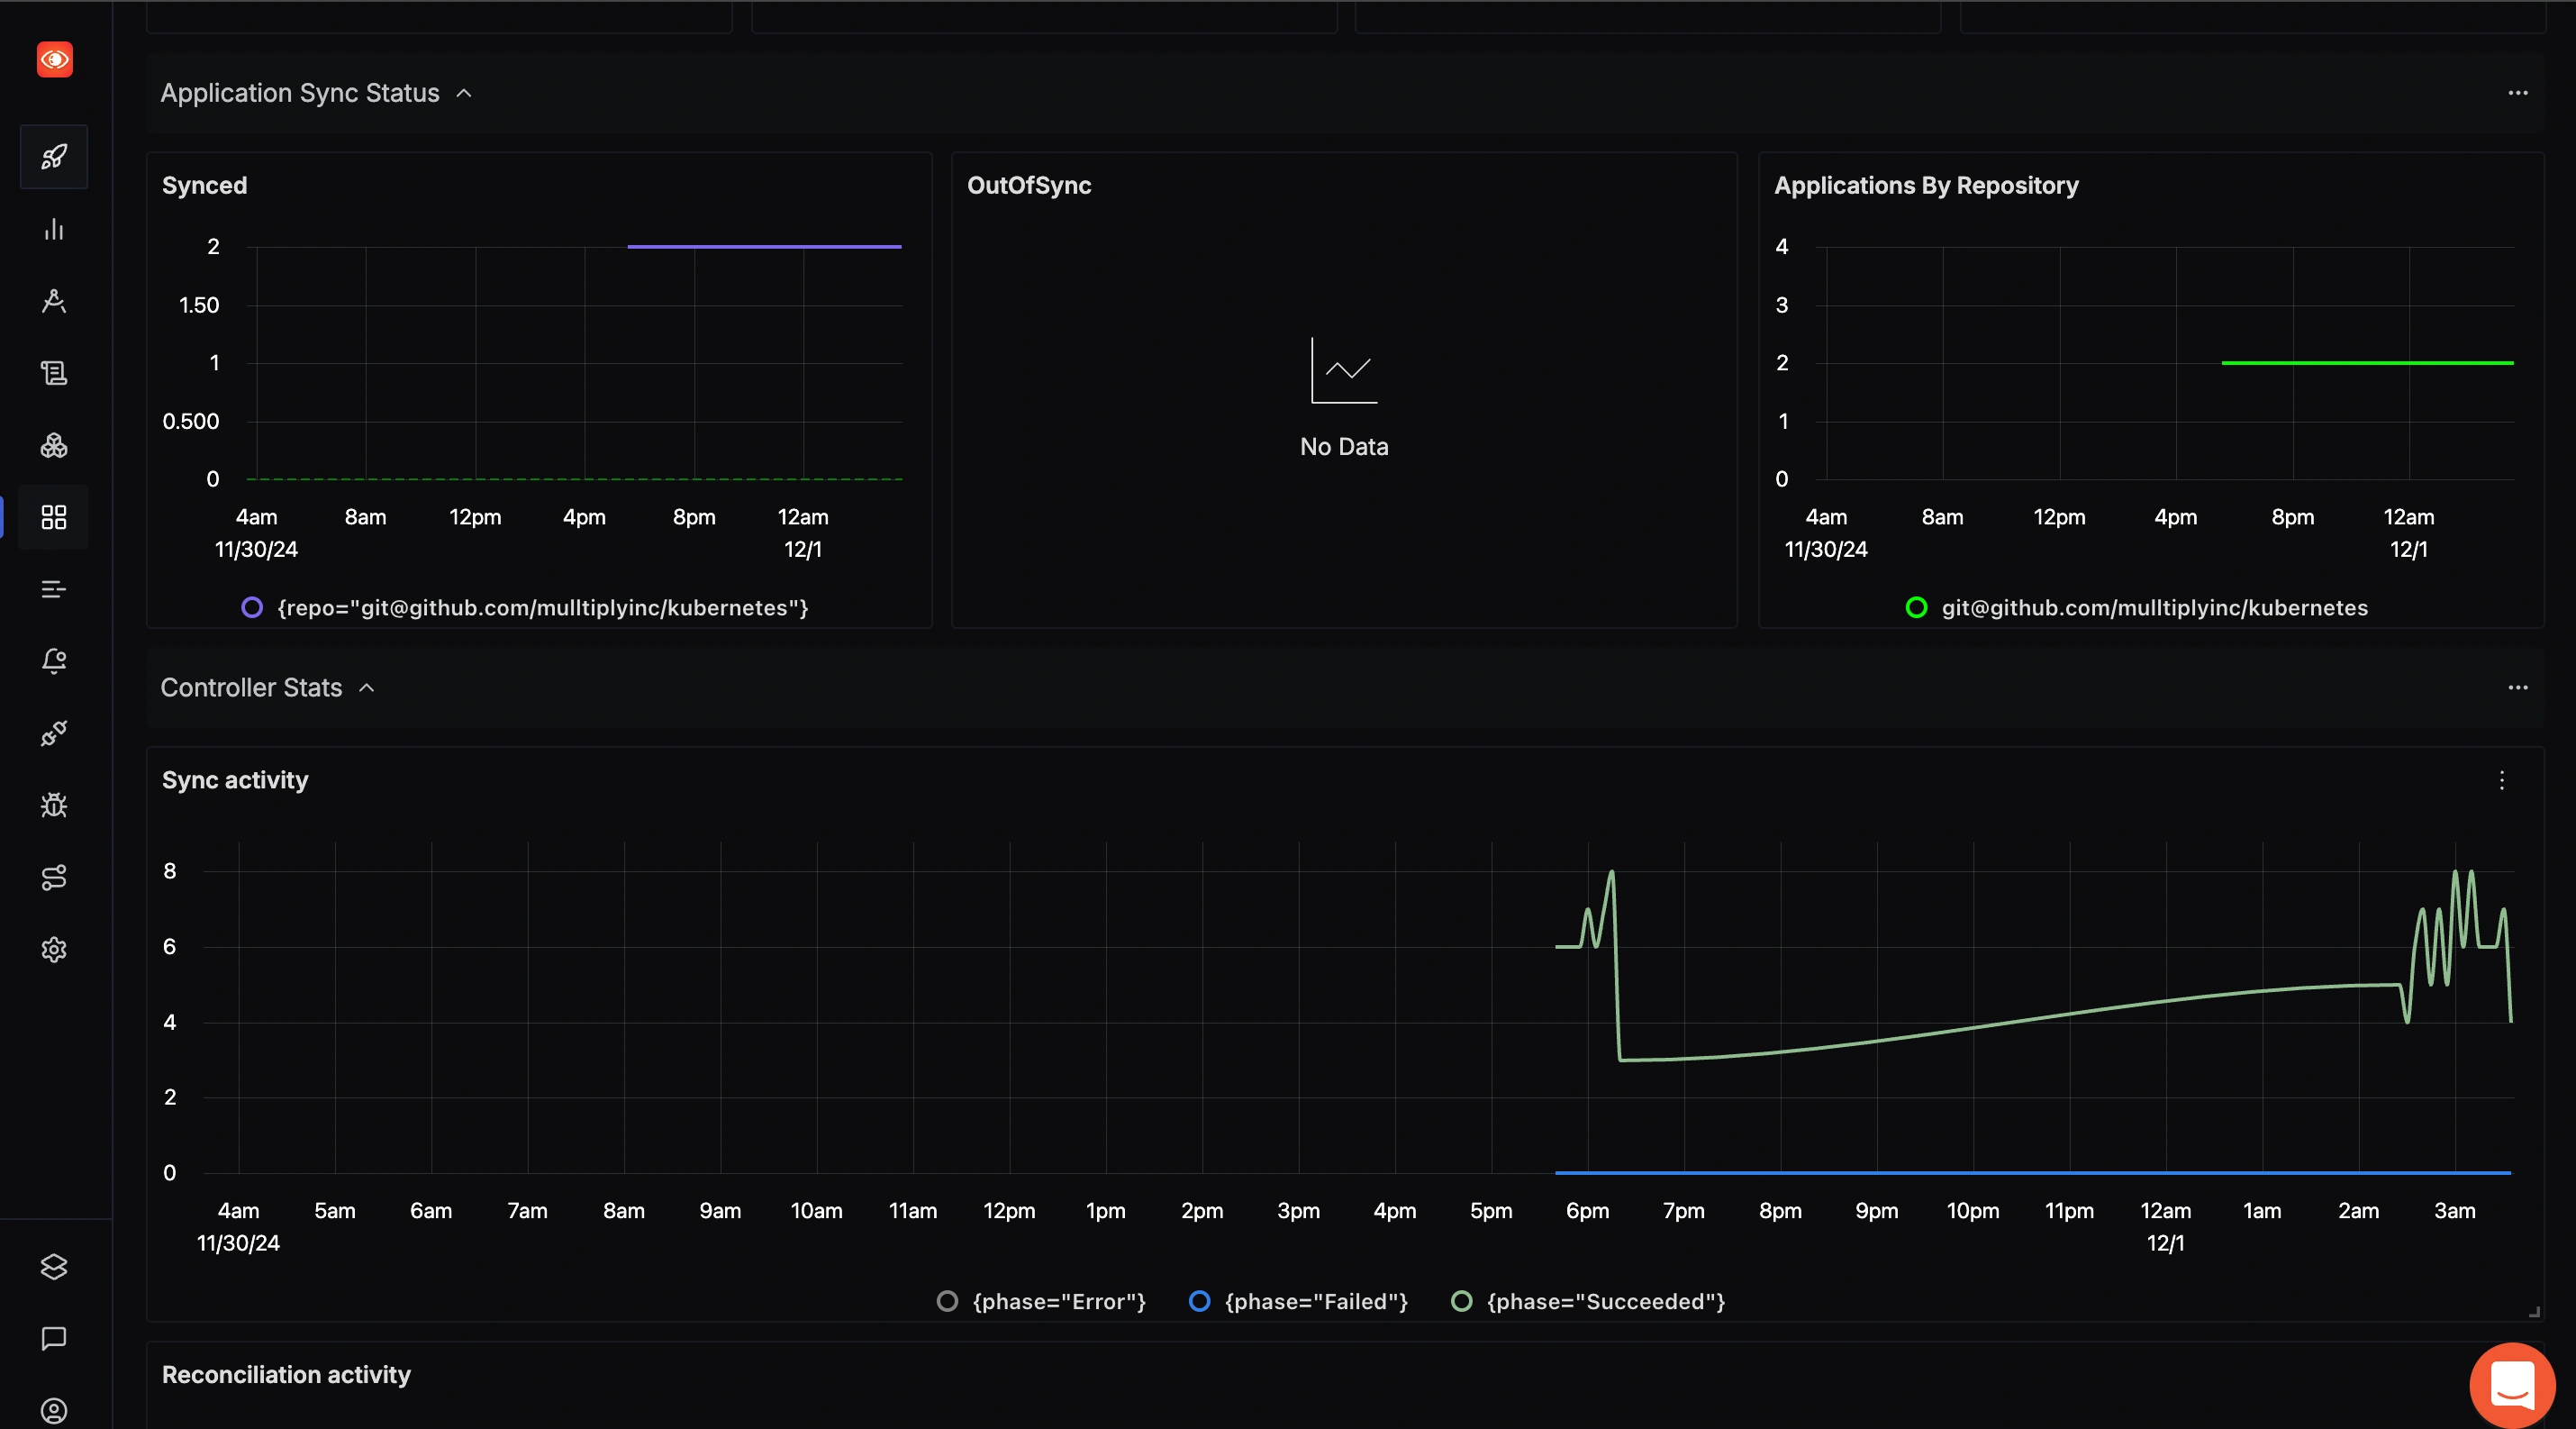 Application Sync Status
Synced
2
1.50
1
0.500
0
4am 8am 12pm 4pm 8pm 12am
11/30/24 12/1
{repo="git@github.com/mulltiplyinc/kubernetes"}
OutOfSync
No Data
Applications By Repository
4
3
2
1
0
4am 8am 12pm 4pm 8pm 12am
11/30/24 12/1
git@github.com/mulltiplyinc/kubernetes
Controller Stats
Sync activity
8
6
4
2
0
4am 5am 6am 7am 8am 9am 10am 11am 12pm 1pm 2pm 3pm 4pm 5pm 6pm 7pm 8pm 9pm 10pm 11pm 12am 1am 2am 3am
11/30/24 12/1
{phase="Error"} {phase="Failed"} {phase="Succeeded"}
Reconciliation activity